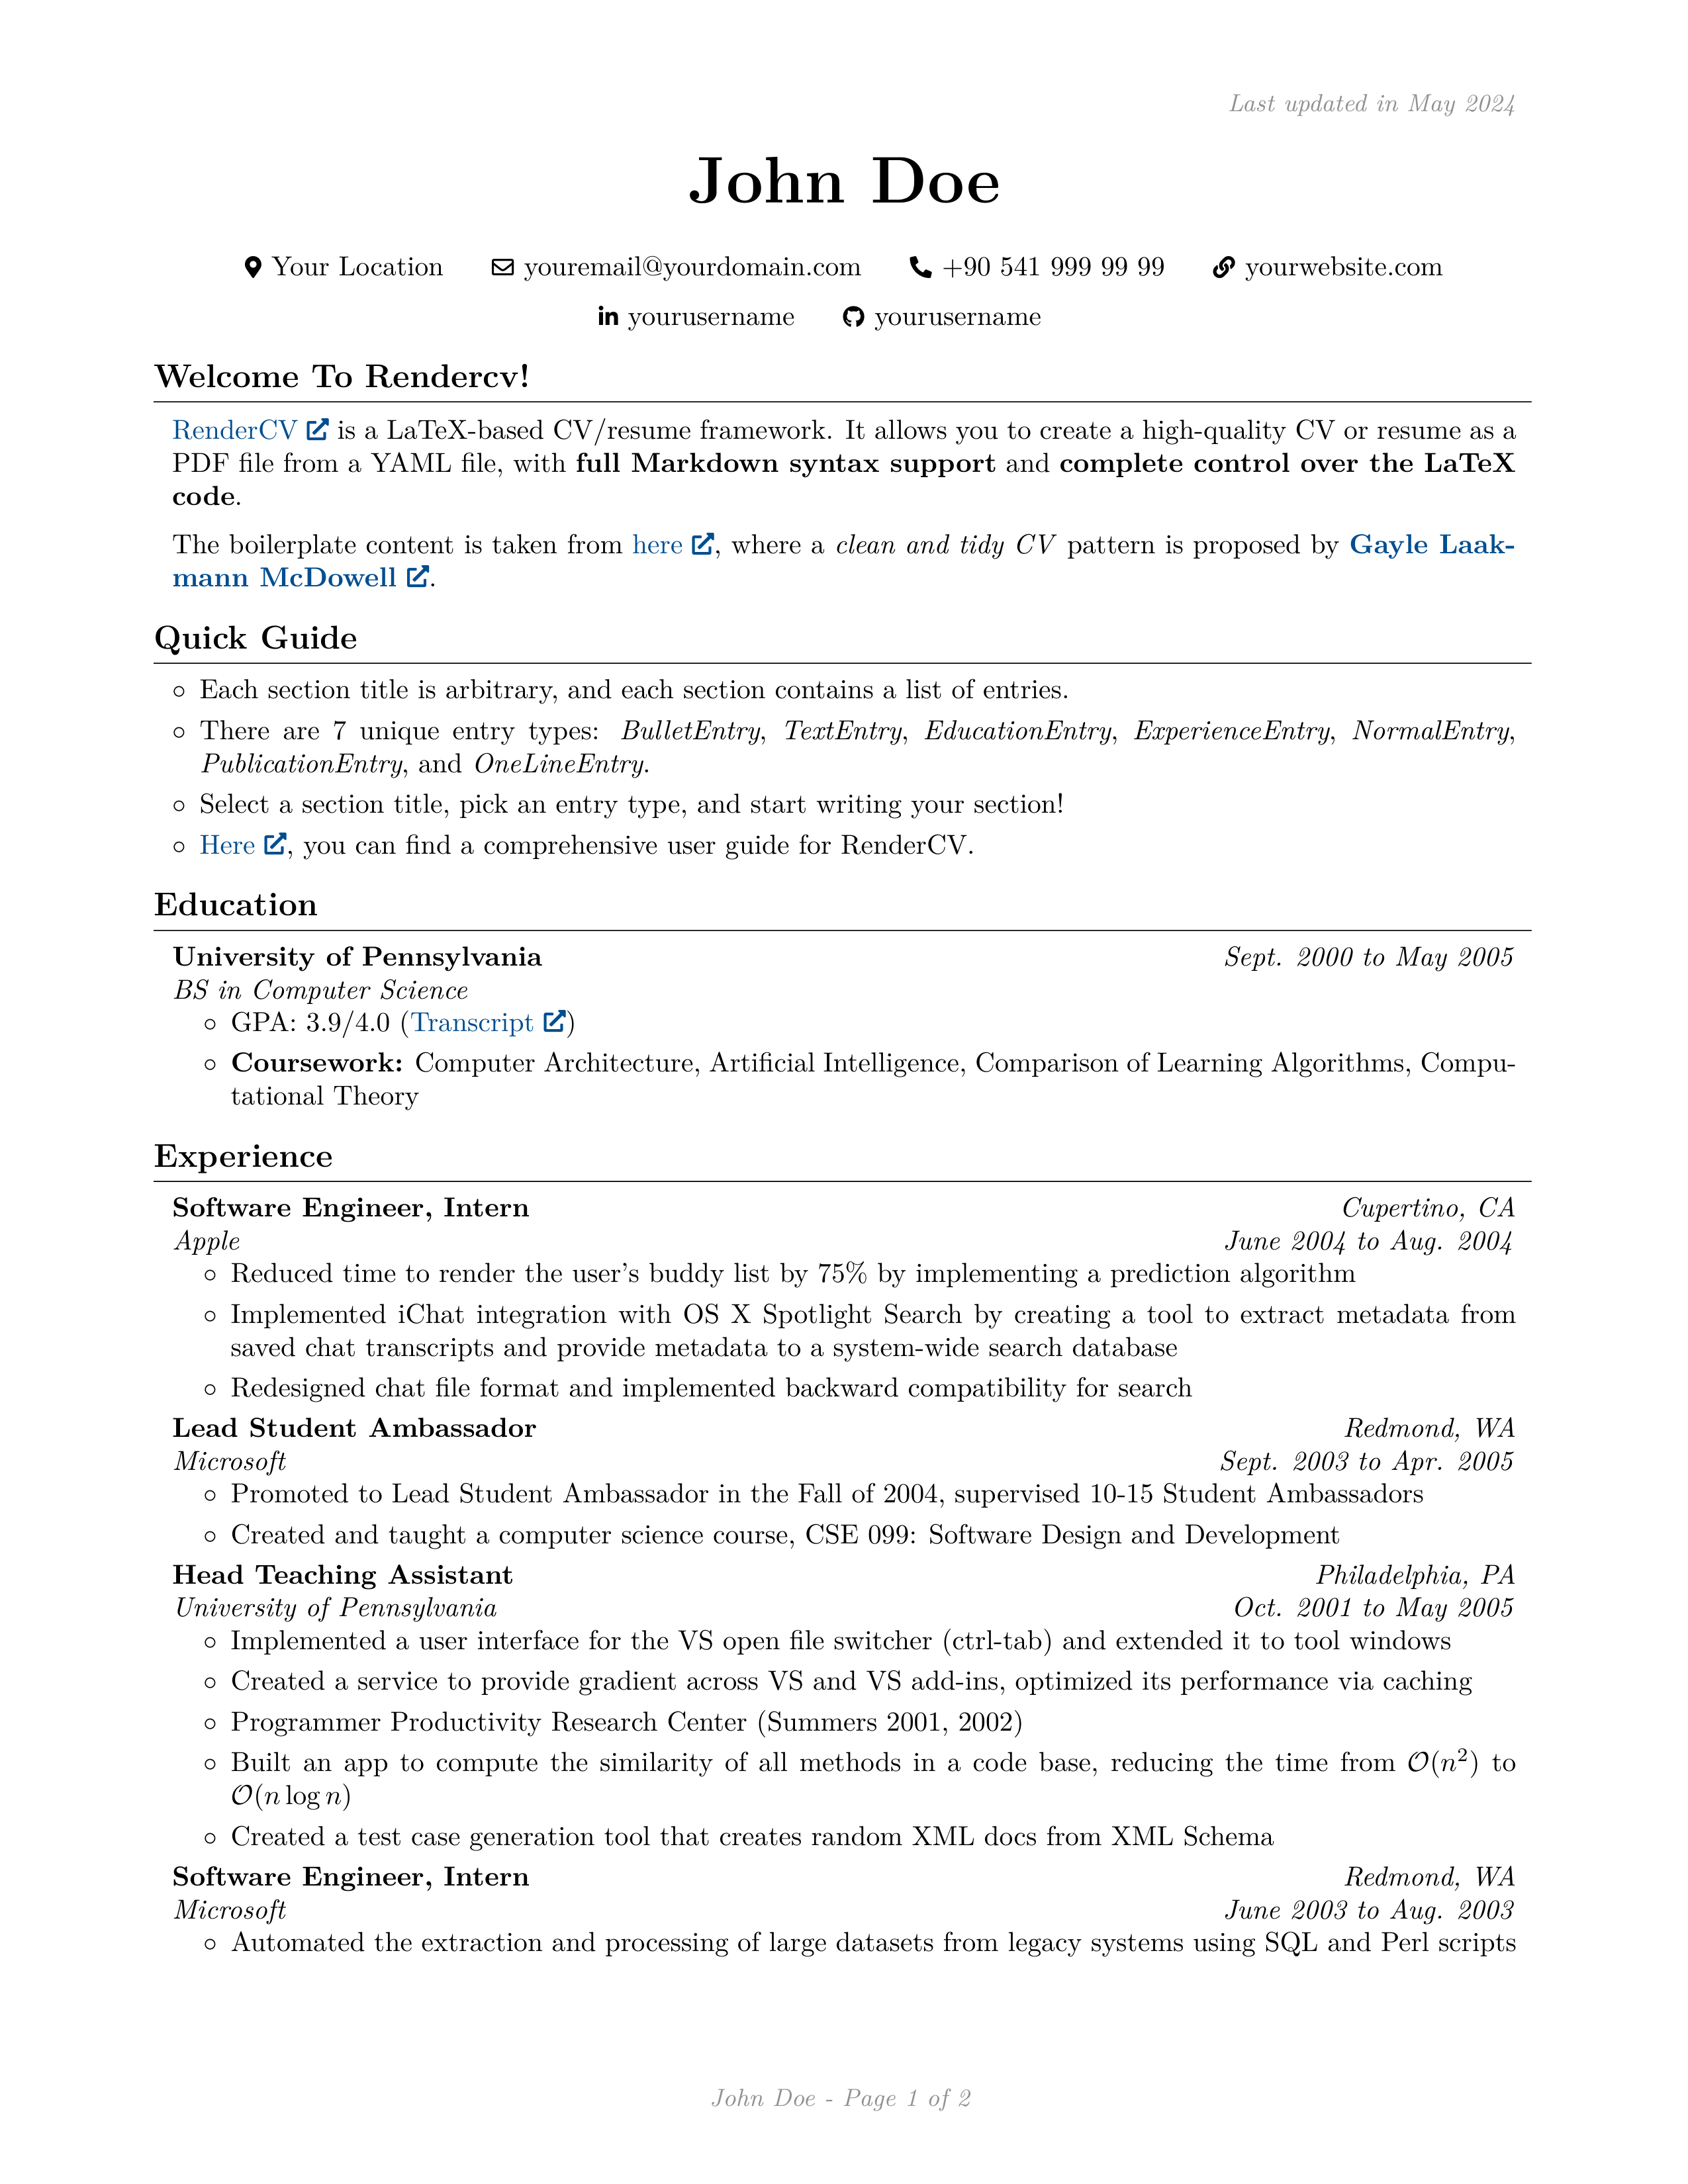 Last updated in May 2024
John Doe
Your Location youremail@yourdomain.com +90 541 999 99 99 yourwebsite.com
yourusername yourusername
Welcome To Rendercv!
RenderCV is a LaTeX-based CV/resume framework. It allows you to create a high-quality CV or resume as a
PDF file from a YAML file, with full Markdown syntax support and complete control over the LaTeX
code.
The boilerplate content is taken from here, where a clean and tidy CV pattern is proposed by Gayle Laak-
mann McDowell.
Quick Guide
◦ Each section title is arbitrary, and each section contains a list of entries.
◦ There are 7 unique entry types: BulletEntry, TextEntry, EducationEntry, ExperienceEntry, NormalEntry,
PublicationEntry, and OneLineEntry.
◦ Select a section title, pick an entry type, and start writing your section!
◦ Here, you can find a comprehensive user guide for RenderCV.
Education
University of Pennsylvania Sept. 2000 to May 2005
BS in Computer Science
◦ GPA: 3.9/4.0 (Transcript)
◦ Coursework: Computer Architecture, Artificial Intelligence, Comparison of Learning Algorithms, Compu-
tational Theory
Experience
Software Engineer, Intern Cupertino, CA
Apple June 2004 to Aug. 2004
◦ Reduced time to render the user's buddy list by 75% by implementing a prediction algorithm
◦ Implemented iChat integration with OS X Spotlight Search by creating a tool to extract metadata from
saved chat transcripts and provide metadata to a system-wide search database
◦ Redesigned chat file format and implemented backward compatibility for search
Lead Student Ambassador Redmond, WA
Microsoft Sept. 2003 to Apr. 2005
◦ Promoted to Lead Student Ambassador in the Fall of 2004, supervised 10-15 Student Ambassadors
◦ Created and taught a computer science course, CSE 099: Software Design and Development
Head Teaching Assistant Philadelphia, PA
University of Pennsylvania Oct. 2001 to May 2005
◦ Implemented a user interface for the VS open file switcher (ctrl-tab) and extended it to tool windows
◦ Created a service to provide gradient across VS and VS add-ins, optimized its performance via caching
◦ Programmer Productivity Research Center (Summers 2001, 2002)
◦ Built an app to compute the similarity of all methods in a code base, reducing the time from 𝒪(n²) to
𝒪(n log n)
◦ Created a test case generation tool that creates random XML docs from XML Schema
Software Engineer, Intern Redmond, WA
Microsoft June 2003 to Aug. 2003
◦ Automated the extraction and processing of large datasets from legacy systems using SQL and Perl scripts
John Doe - Page 1 of 2